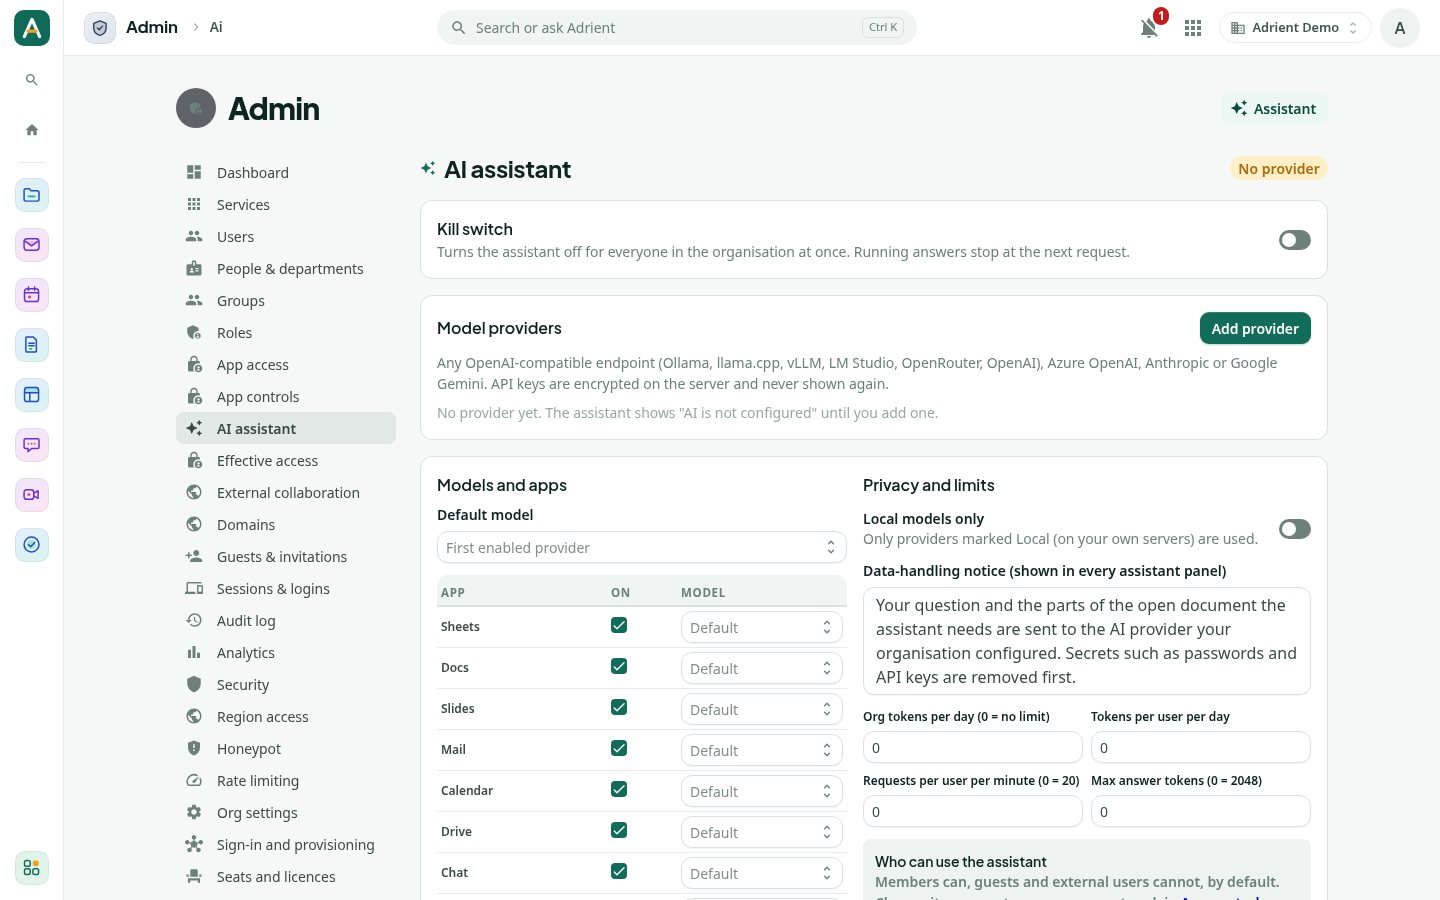 Admin
Ai
Search or ask Adrient
Ctrl K
1
Adrient Demo
A
Admin
Assistant
Dashboard
Services
Users
People & departments
Groups
Roles
App access
App controls
AI assistant
Effective access
External collaboration
Domains
Guests & invitations
Sessions & logins
Audit log
Analytics
Security
Region access
Honeypot
Rate limiting
Org settings
Sign-in and provisioning
Seats and licences
AI assistant
No provider
Kill switch
Turns the assistant off for everyone in the organisation at once. Running answers stop at the next request.
Model providers
Add provider
Any OpenAI-compatible endpoint (Ollama, llama.cpp, vLLM, LM Studio, OpenRouter, OpenAI), Azure OpenAI, Anthropic or Google
Gemini. API keys are encrypted on the server and never shown again.
No provider yet. The assistant shows "AI is not configured" until you add one.
Models and apps
Default model
First enabled provider
APP ON MODEL
Sheets Default
Docs Default
Slides Default
Mail Default
Calendar Default
Drive Default
Chat Default
Privacy and limits
Local models only
Only providers marked Local (on your own servers) are used.
Data-handling notice (shown in every assistant panel)
Your question and the parts of the open document the
assistant needs are sent to the AI provider your
organisation configured. Secrets such as passwords and
API keys are removed first.
Org tokens per day (0 = no limit) Tokens per user per day
0 0
Requests per user per minute (0 = 20) Max answer tokens (0 = 2048)
0 0
Who can use the assistant
Members can, guests and external users cannot, by default.